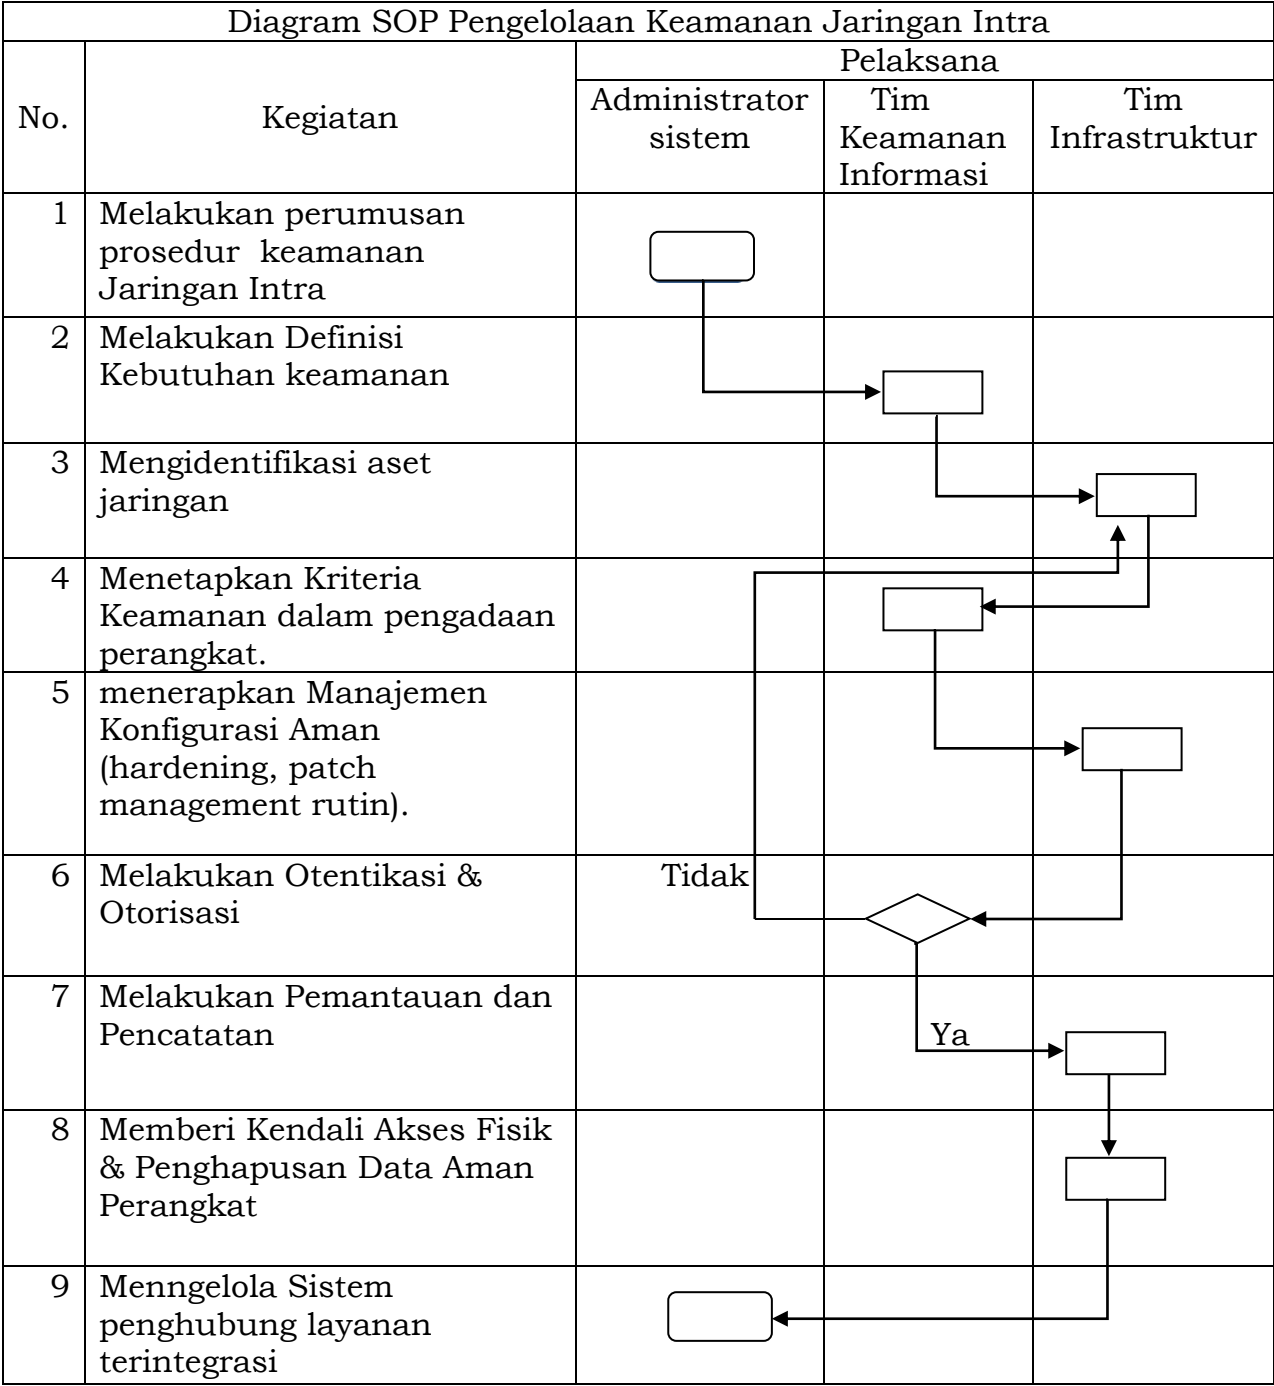 Diagram SOP Pengelolaan Keamanan Jaringan Intra
No.
Kegiatan
Pelaksana
Administrator
sistem
Tim
Keamanan
Informasi
Tim
Infrastruktur
1
Melakukan perumusan
prosedur keamanan
Jaringan Intra
2
Melakukan Definisi
Kebutuhan keamanan
3
Mengidentifikasi aset
jaringan
4
Menetapkan Kriteria
Keamanan dalam pengadaan
perangkat.
5
menerapkan Manajemen
Konfigurasi Aman
(hardening, patch
management rutin).
6
Melakukan Otentikasi &
Otorisasi
Tidak
7
Melakukan Pemantauan dan
Pencatatan
Ya
8
Memberi Kendali Akses Fisik
& Penghapusan Data Aman
Perangkat
9
Menngelola Sistem
penghubung layanan
terintegrasi